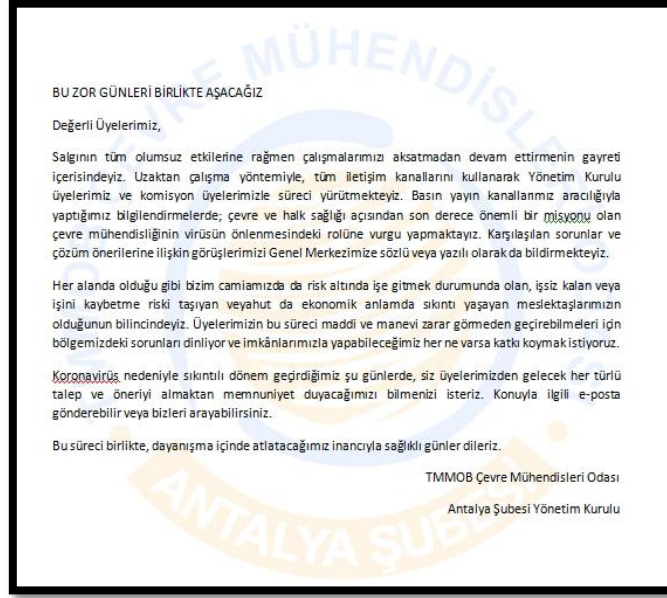 BU ZOR GÜNLERİ BİRLİKTE AŞACAĞIZ
Değerli Üyelerimiz,
Salgının tüm olumsuz etkilerine rağmen çalışmalarımızı aksatmadan devam ettirmenin gayreti
içerisindeyiz. Uzaktan çalışma yöntemiyle, tüm iletişim kanallarını kullanarak Yönetim Kurulu
üyelerimiz ve komisyon üyelerimizle süreci yürütmekteyiz. Basın yayın kanallarımız aracılığıyla
yaptığımız bilgilendirmelerde; çevre ve halk sağlığı açısından son derece önemli bir misyonu olan
çevre mühendisliğinin virüsün önlenmesindeki rolüne vurgu yapmaktayız. Karşılaşılan sorunlar ve
çözüm önerilerine ilişkin görüşlerimizi Genel Merkezimize sözlü veya yazılı olarak da bildirmekteyiz.
Her alanda olduğu gibi bizim camiamızda da risk altında işe gitmek durumunda olan, işsiz kalan veya
işini kaybetme riski taşıyan veyahut da ekonomik anlamda sıkıntı yaşayan meslektaşlarımızın
olduğunun bilincindeyiz. Üyelerimizin bu süreci maddi ve manevi zarar görmeden geçirebilmeleri için
bölgemizdeki sorunları dinliyor ve imkânlarımızla yapabileceğimiz her ne varsa katkı koymak istiyoruz.
Koronavirüs nedeniyle sıkıntılı dönem geçirdiğimiz şu günlerde, siz üyelerimizden gelecek her türlü
talep ve öneriyi almaktan memnuniyet duyacağımızı bilmenizi isteriz. Konuyla ilgili e-posta
gönderebilir veya bizleri arayabilirsiniz.
Bu süreci birlikte, dayanışma içinde atlatacağımız inancıyla sağlıklı günler dileriz.
TMMOB Çevre Mühendisleri Odası
Antalya Şubesi Yönetim Kurulu
ANTALYA ŞUBESİ